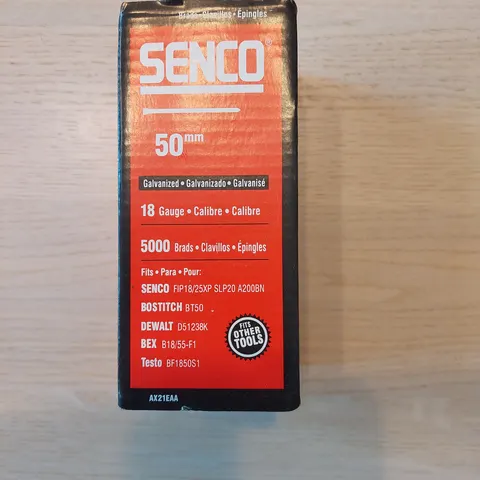 Brads • Clavillos • Épingles
SENCO®
50mm
Galvanized • Galvanizado • Galvanisé
18 Gauge • Calibre • Calibre
5000 Brads • Clavillos • Épingles
Fits • Para • Pour:
SENCO FIP18/25XP SLP20 A200BN
BOSTITCH BT50
DEWALT D51238K
BEX B18/55-F1
Testo BF1850S1
FITS OTHER TOOLS
AX21EAA